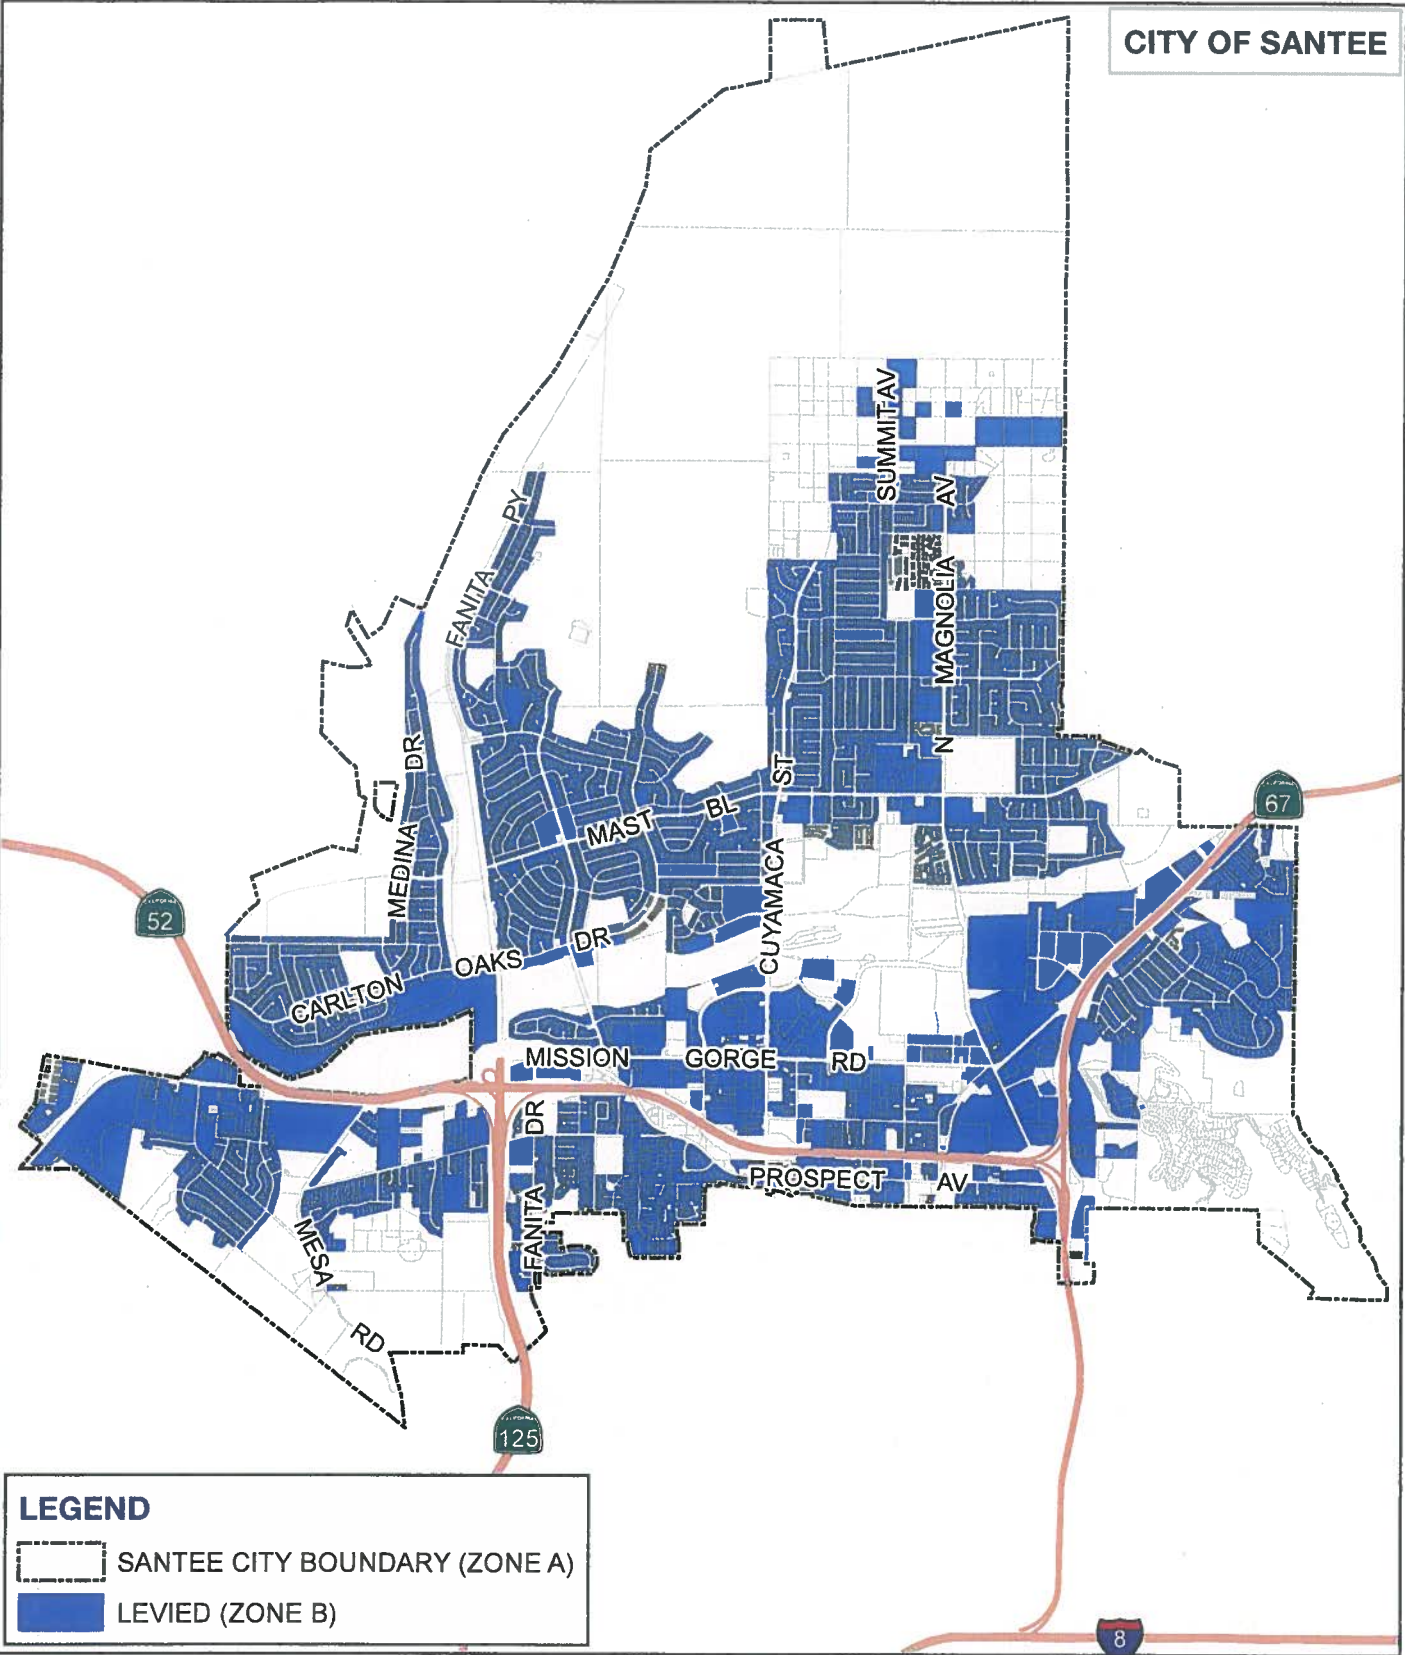 CITY OF SANTEE
SUMMIT AV
FANITA PY
N MAGNOLIA AV
MEDINA DR
MAST BL
CUYAMACA ST
67
52
CARLTON OAKS DR
MISSION GORGE RD
FANITA DR
PROSPECT AV
MESA RD
125
LEGEND
SANTEE CITY BOUNDARY (ZONE A)
LEVIED (ZONE B)
8